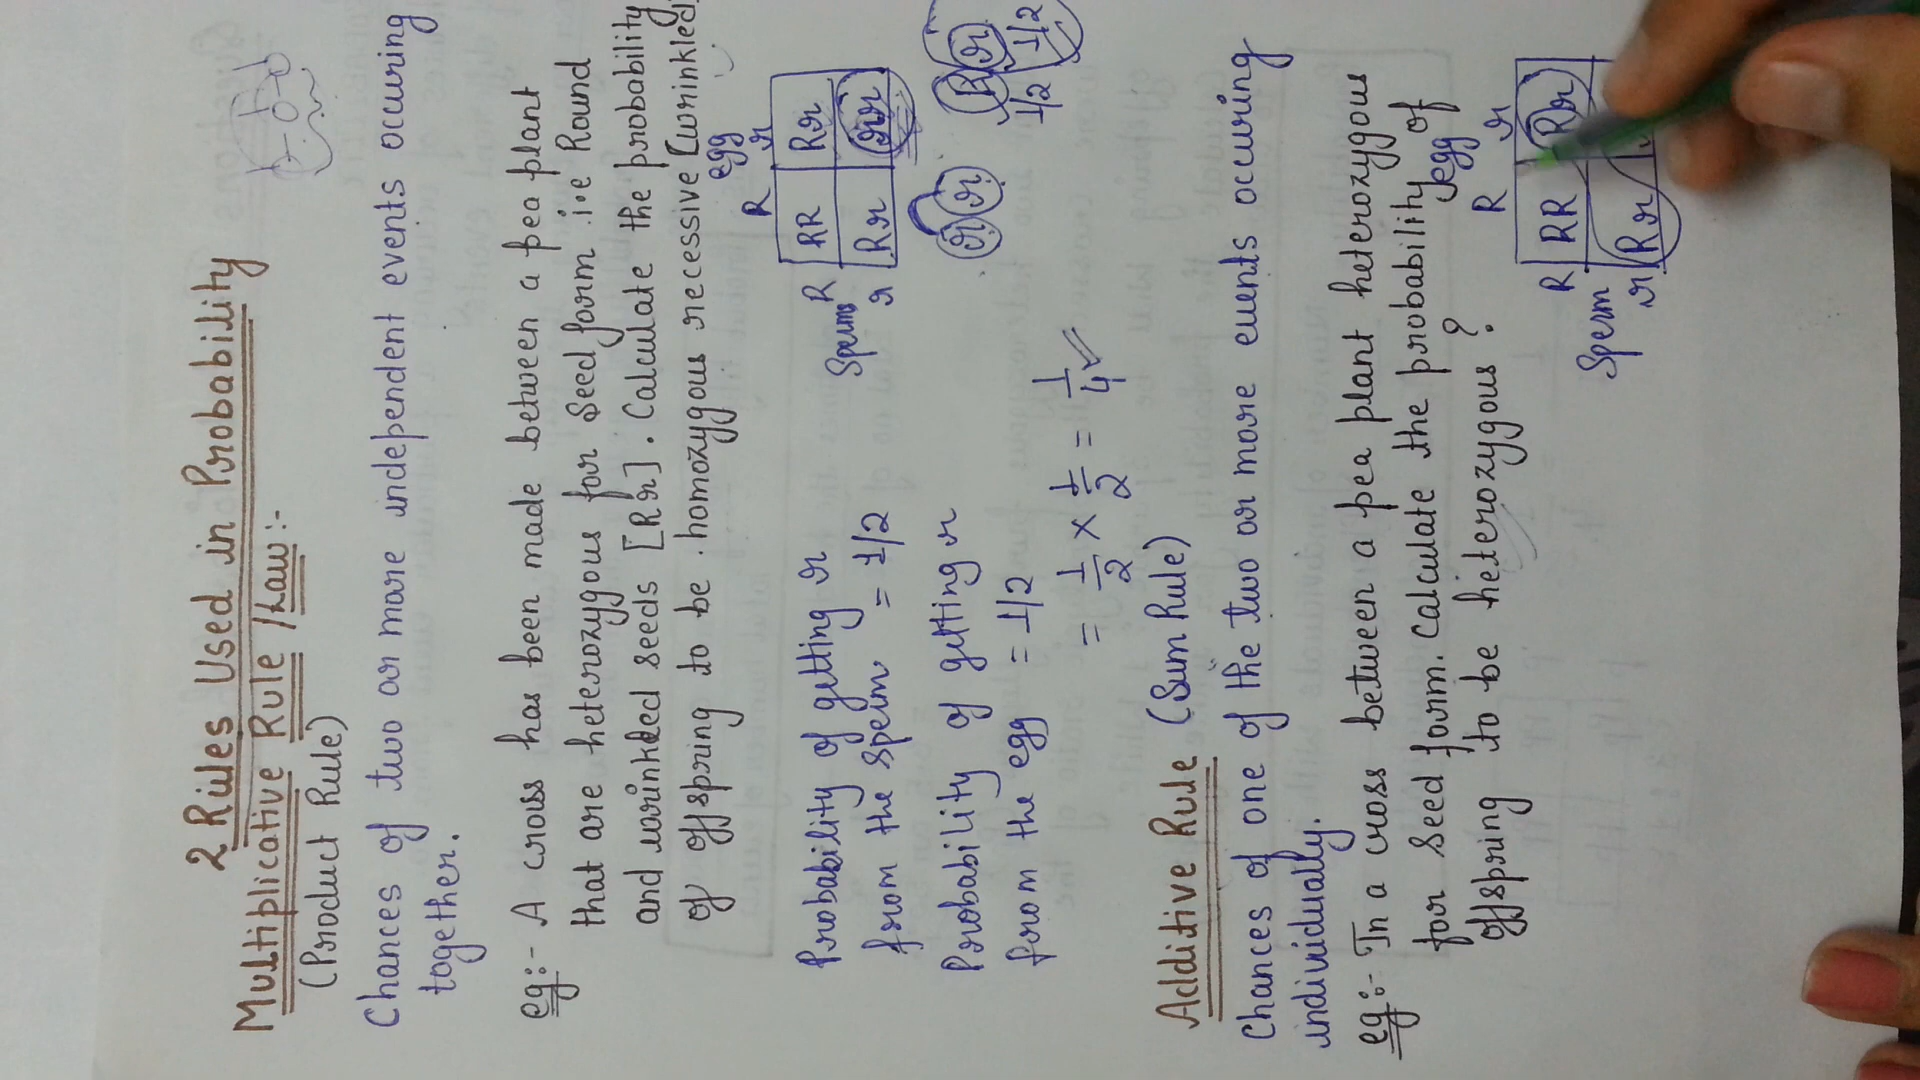 2 Rules Used in Probability
Multiplicative Rule /Law:-
(Product Rule)
Chances of two or more independent events occuring
together.
eg:- A cross has been made between a pea plant
that are heterozygous for Seed form i.e Round
and wrinkled seeds [Rr]. Calculate the probability
of offspring to be homozygous recessive [wrinkled
egg
R r
Sperms R RR Rr
r Rr rr
Probability of getting r
from the sperm = 1/2
r r R r
1/2 1/2
Probability of getting r
from the egg = 1/2
= 1/2 × 1/2 = 1/4
Additive Rule (Sum Rule)
Chances of one of the two or more events occuring
individually.
eg:- In a cross between a pea plant heterozygous
for seed form. Calculate the probability of
offspring to be heterozygous?
egg
R r
Sperm R RR Rr
r Rr